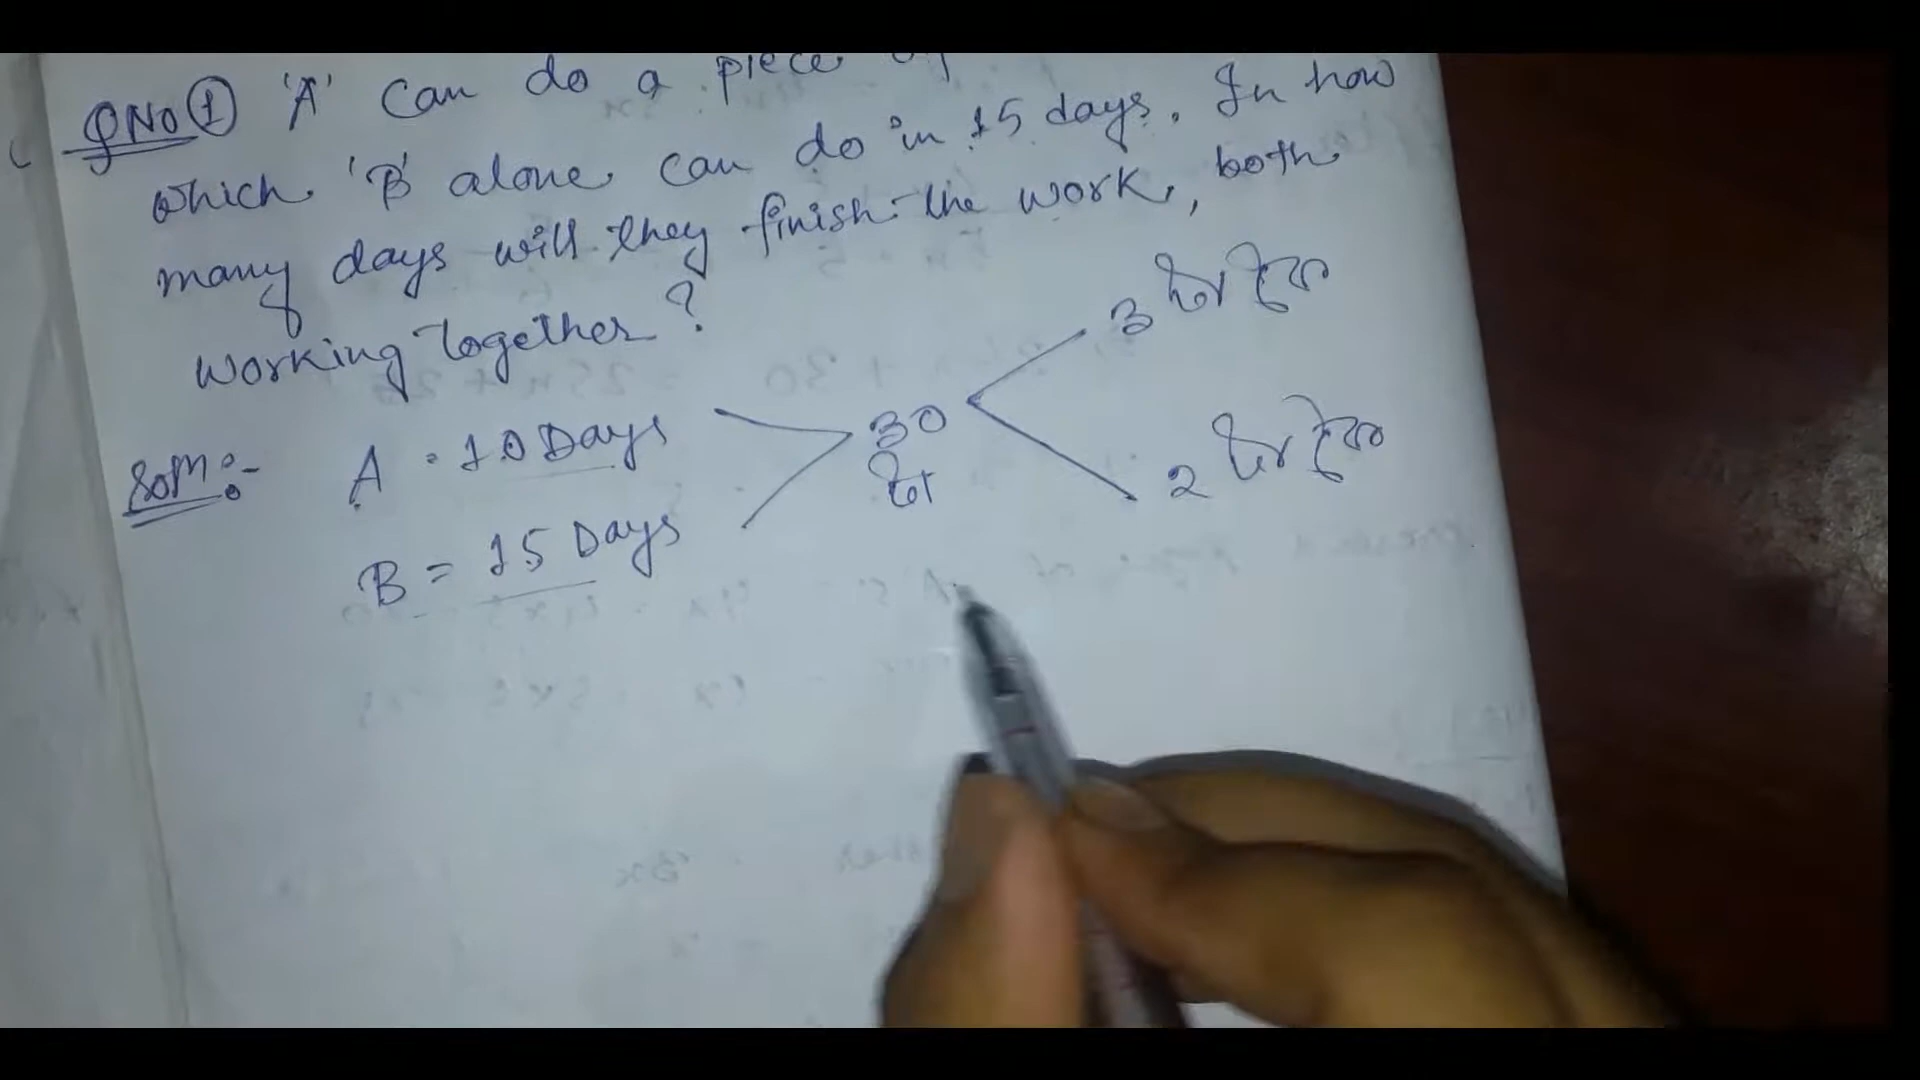 QNo ① 'A' can do a piece
which 'B' alone can do in 15 days. In how
many days will they finish the work, both
working together?
Soln:- A = 10 Days
B = 15 Days
30
3
2